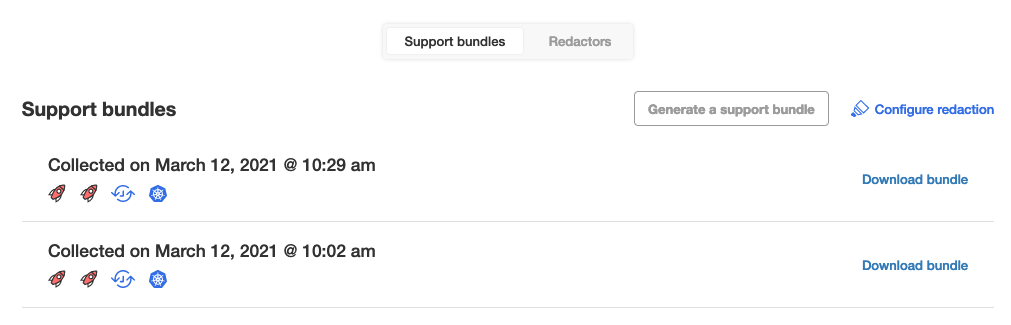 Support bundles Redactors
Support bundles Generate a support bundle Configure redaction
Collected on March 12, 2021 @ 10:29 am
Download bundle
Collected on March 12, 2021 @ 10:02 am
Download bundle